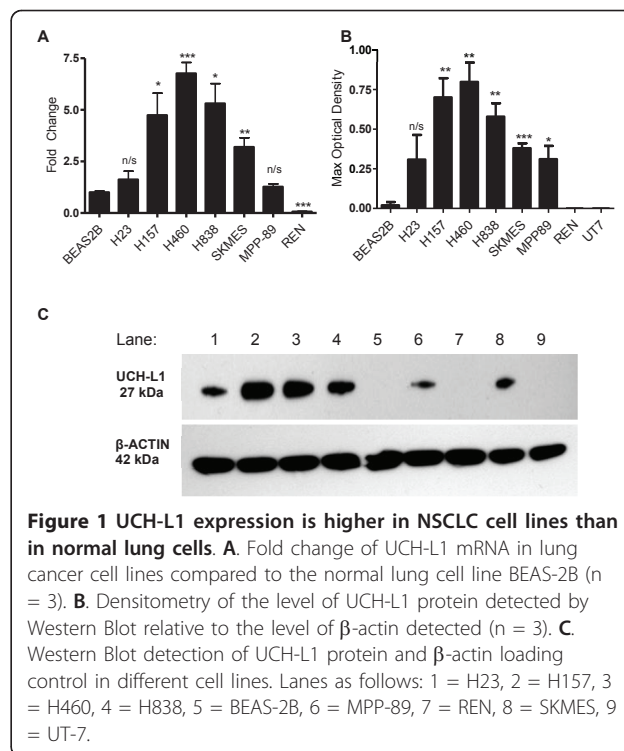 A
B
7.5
5.0
2.5
0.0
Fold Change
n/s
*
***
*
**
n/s
***
BEAS2B
H23
H157
H460
H838
SKMES
MPP-89
REN
1.00
0.75
0.50
0.25
0.00
Max Optical Density
n/s
**
**
**
***
*
BEAS2B
H23
H157
H460
H838
SKMES
MPP89
REN
UT7
C
Lane: 1 2 3 4 5 6 7 8 9
UCH-L1
27 kDa
β-ACTIN
42 kDa
Figure 1 UCH-L1 expression is higher in NSCLC cell lines than
in normal lung cells. A. Fold change of UCH-L1 mRNA in lung
cancer cell lines compared to the normal lung cell line BEAS-2B (n
= 3). B. Densitometry of the level of UCH-L1 protein detected by
Western Blot relative to the level of β-actin detected (n = 3). C.
Western Blot detection of UCH-L1 protein and β-actin loading
control in different cell lines. Lanes as follows: 1 = H23, 2 = H157, 3
= H460, 4 = H838, 5 = BEAS-2B, 6 = MPP-89, 7 = REN, 8 = SKMES, 9
= UT-7.